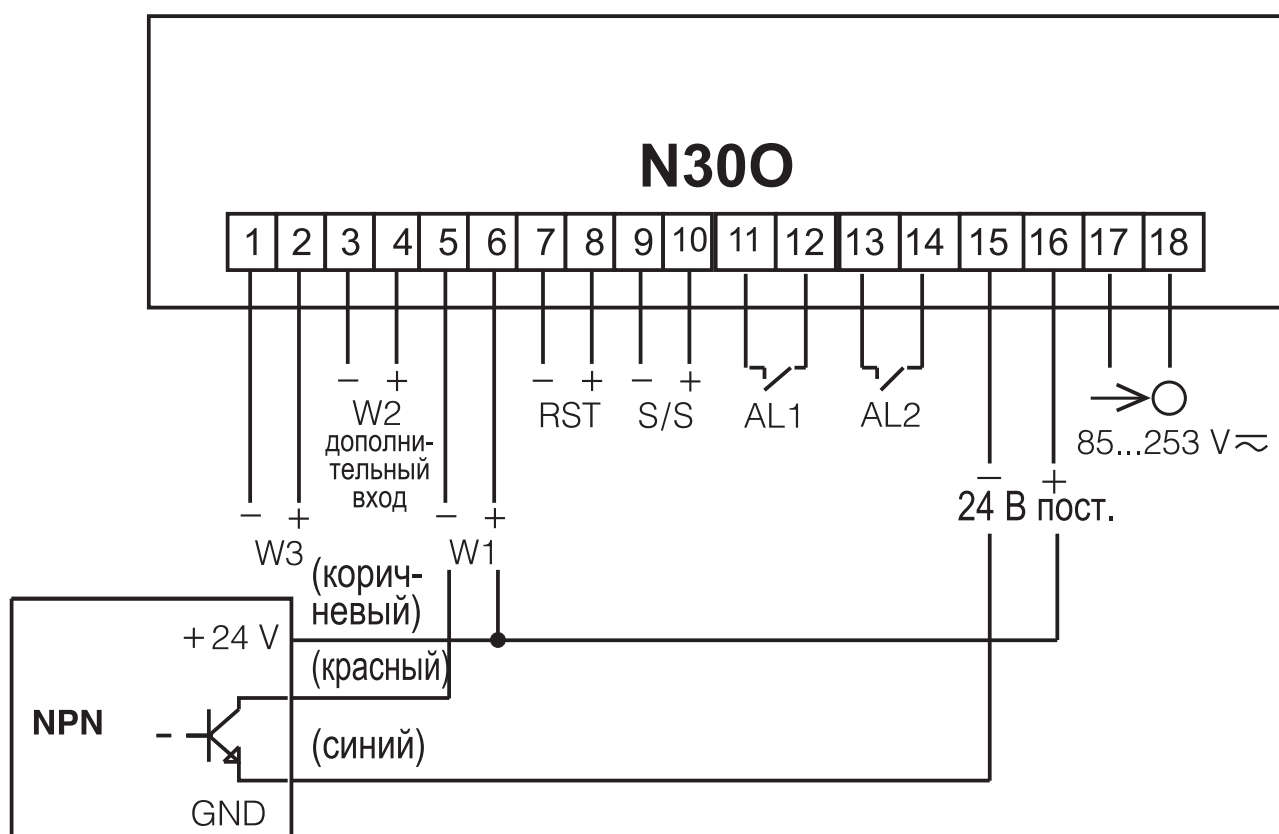 N30O
1 2 3 4 5 6 7 8 9 10 11 12 13 14 15 16 17 18
− + − + − + − +
W2 RST S/S AL1 AL2
дополни-
тельный
вход
85...253 V
− +
24 В пост.
− + − +
W3 W1
(корич-
невый)
+24 V
(красный)
NPN
(синий)
GND